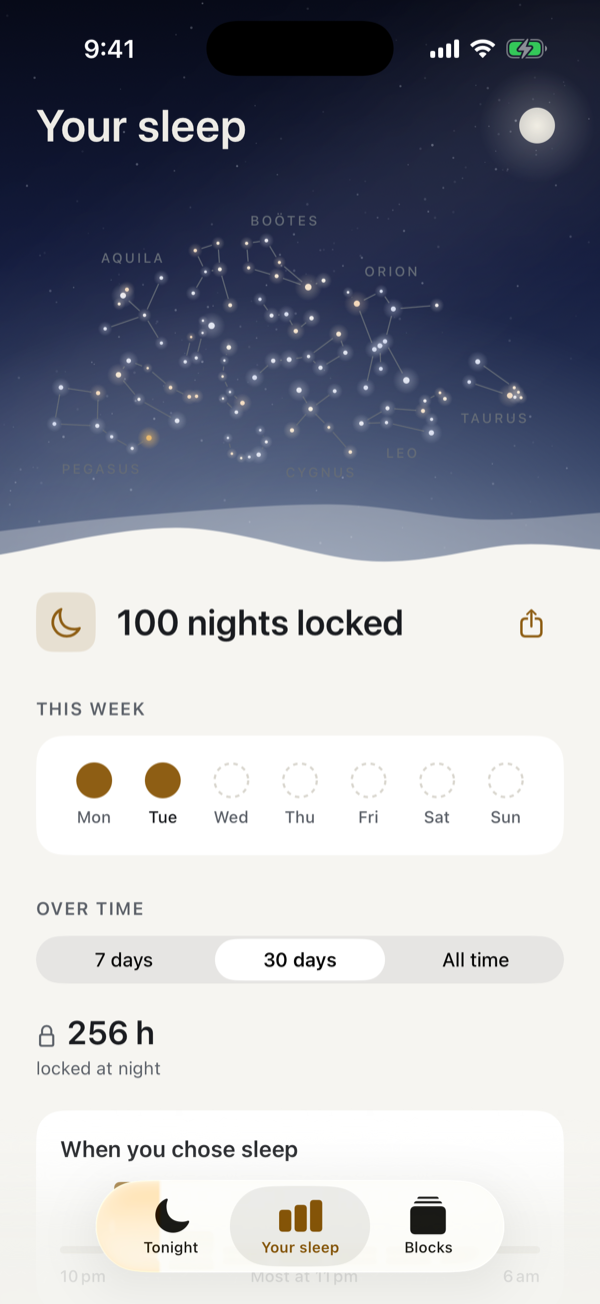 9:41
Your sleep
BOÖTES
AQUILA
ORION
TAURUS
LEO
PEGASUS
CYGNUS
100 nights locked
THIS WEEK
Mon Tue Wed Thu Fri Sat Sun
OVER TIME
7 days 30 days All time
256 h
locked at night
When you chose sleep
Tonight Your sleep Blocks
10 pm Most at 11 pm 6 am